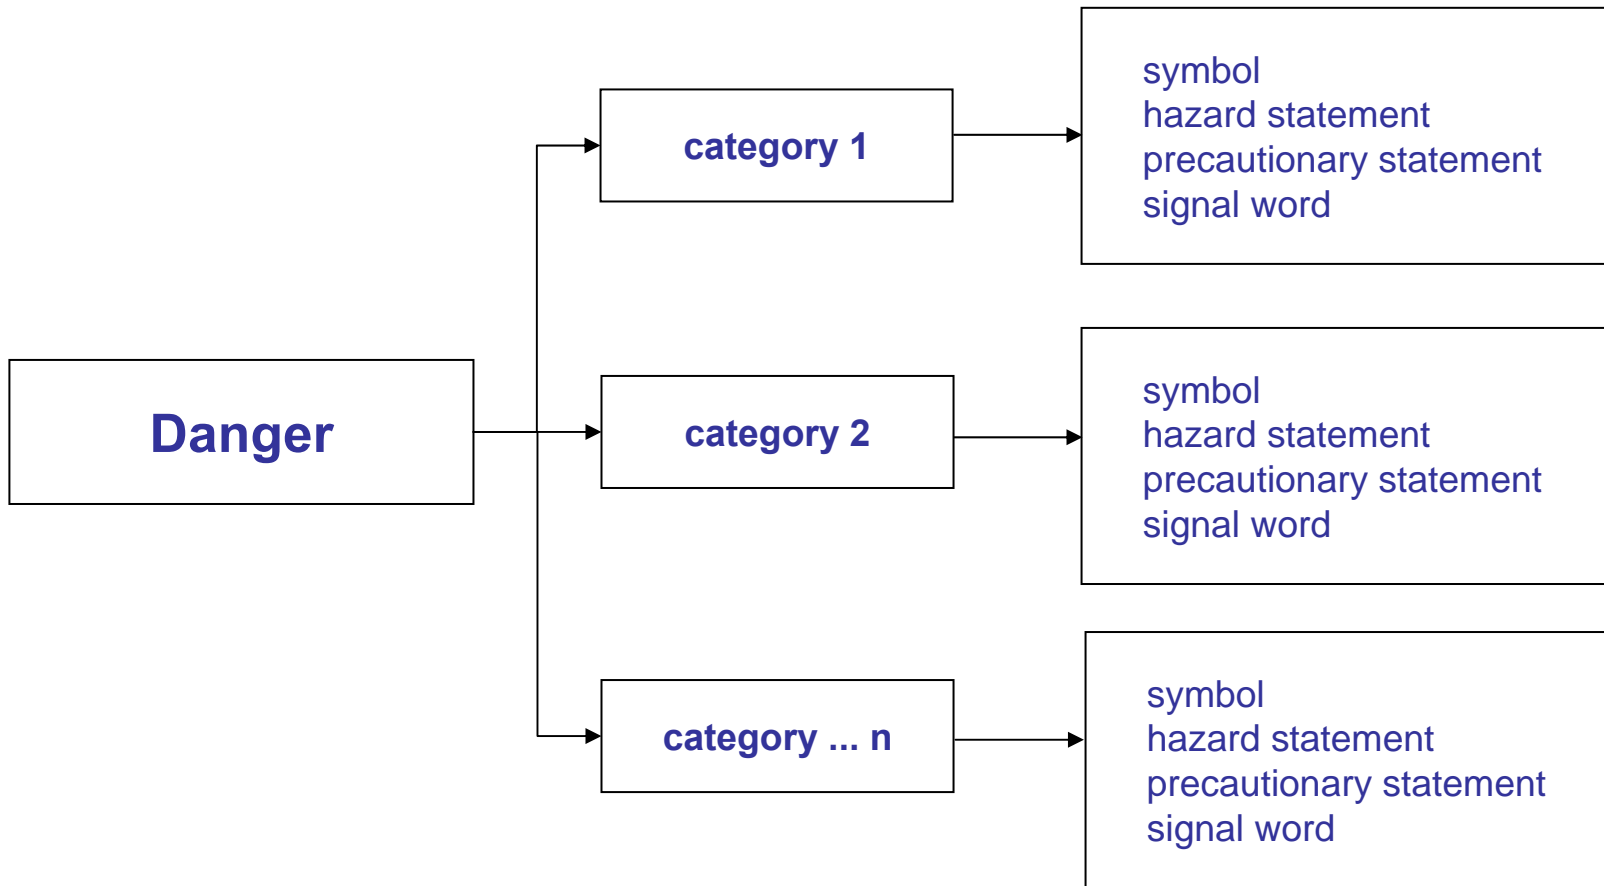 Danger
category 1
symbol
hazard statement
precautionary statement
signal word
category 2
symbol
hazard statement
precautionary statement
signal word
category ... n
symbol
hazard statement
precautionary statement
signal word